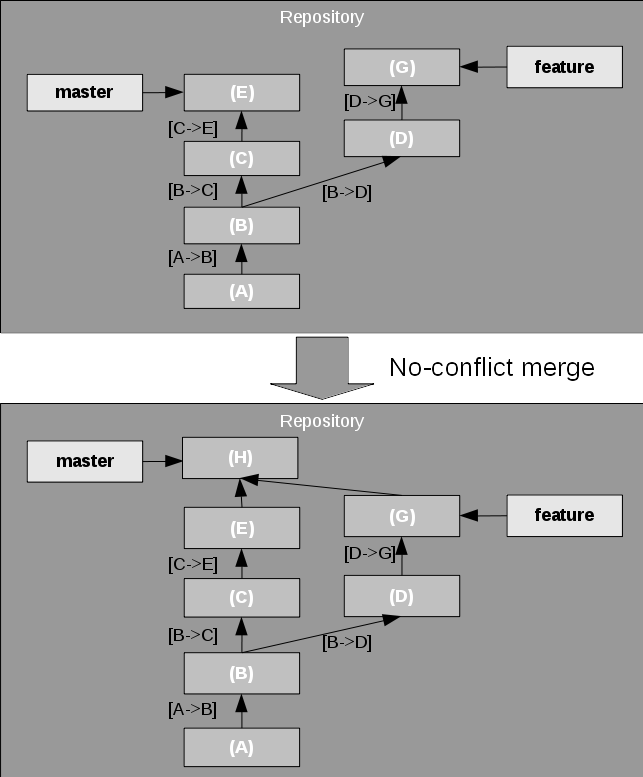 Repository
(G)
feature
master
(E)
[D->G]
[C->E]
(D)
(C)
[B->C]
[B->D]
(B)
[A->B]
(A)
No-conflict merge
Repository
master
(H)
(G)
feature
(E)
[D->G]
[C->E]
(D)
(C)
[B->C]
[B->D]
(B)
[A->B]
(A)